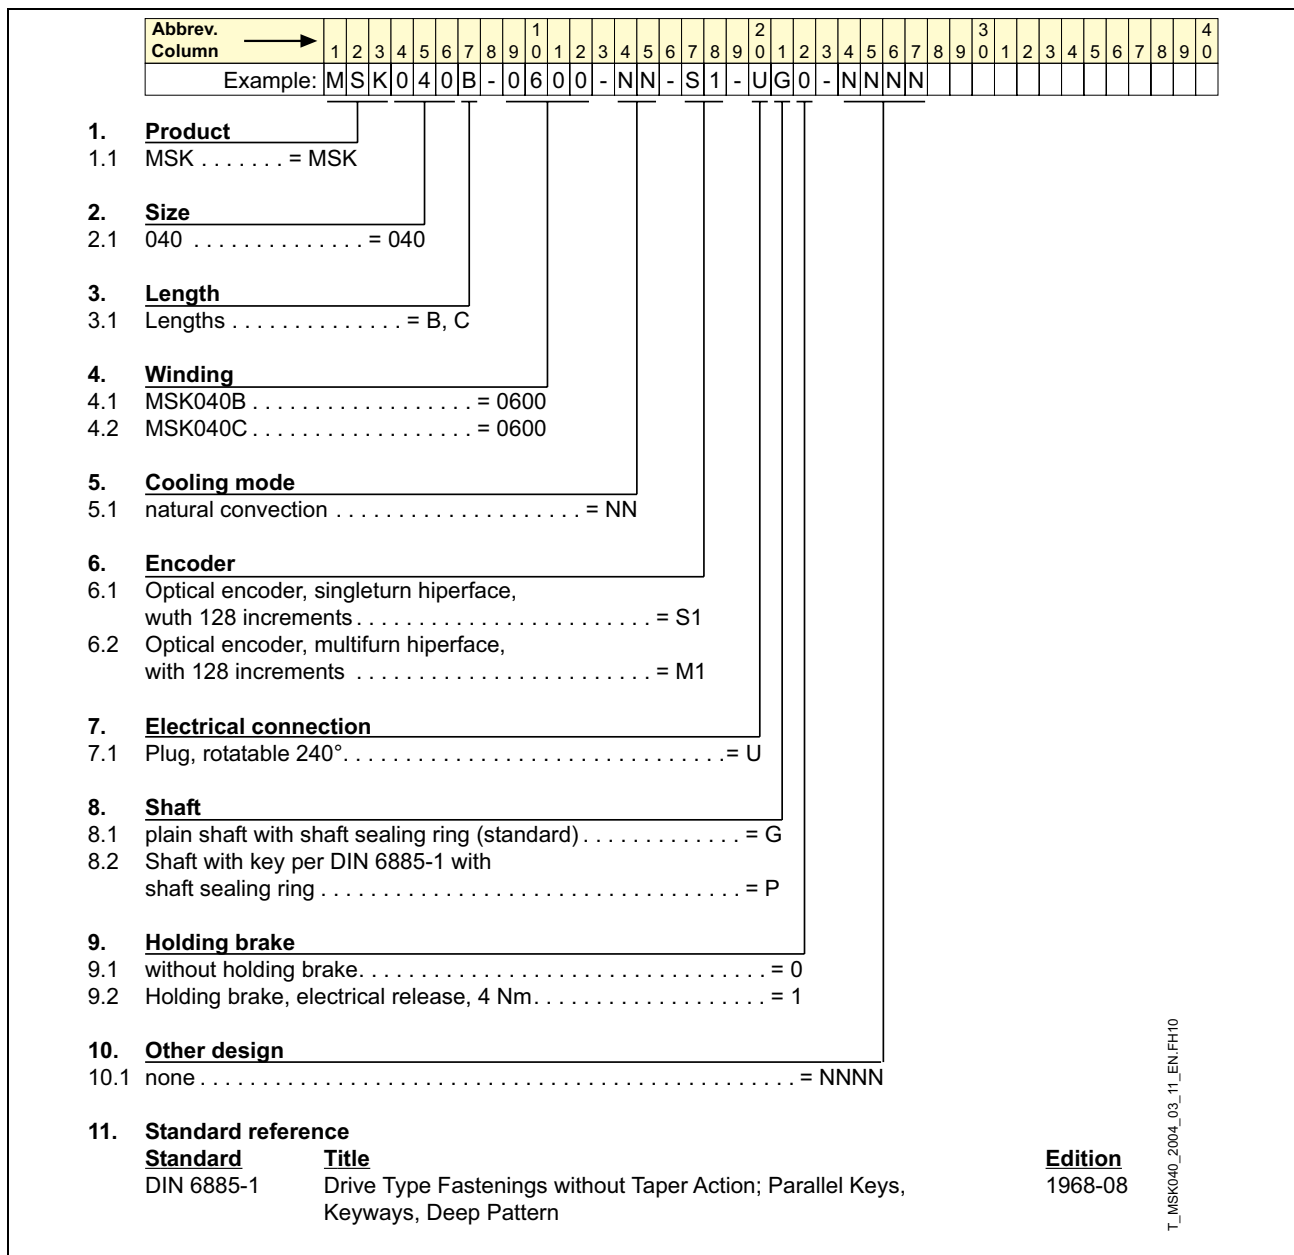 Abbrev. Column 1 2 3 4 5 6 7 8 9 10 1 2 3 4 5 6 7 8 9 20 1 2 3 4 5 6 7 8 9 30 1 2 3 4 5 6 7 8 9 40
Example: M S K 0 4 0 B - 0 6 0 0 - N N - S 1 - U G 0 - N N N N
1. Product
1.1 MSK . . . . . . . = MSK
2. Size
2.1 040 . . . . . . . . . . . . . . = 040
3. Length
3.1 Lengths . . . . . . . . . . . . . . = B, C
4. Winding
4.1 MSK040B . . . . . . . . . . . . . . . . . . = 0600
4.2 MSK040C . . . . . . . . . . . . . . . . . . = 0600
5. Cooling mode
5.1 natural convection . . . . . . . . . . . . . . . . . . . . = NN
6. Encoder
6.1 Optical encoder, singleturn hiperface,
wuth 128 increments . . . . . . . . . . . . . . . . . . . . . . . . = S1
6.2 Optical encoder, multifurn hiperface,
with 128 increments . . . . . . . . . . . . . . . . . . . . . . . . = M1
7. Electrical connection
7.1 Plug, rotatable 240°. . . . . . . . . . . . . . . . . . . . . . . . . . . . . . .= U
8. Shaft
8.1 plain shaft with shaft sealing ring (standard) . . . . . . . . . . . . . = G
8.2 Shaft with key per DIN 6885-1 with
shaft sealing ring . . . . . . . . . . . . . . . . . . . . . . . . . . . . . . . . . . = P
9. Holding brake
9.1 without holding brake. . . . . . . . . . . . . . . . . . . . . . . . . . . . . . . . . = 0
9.2 Holding brake, electrical release, 4 Nm. . . . . . . . . . . . . . . . . . . = 1
10. Other design
10.1 none . . . . . . . . . . . . . . . . . . . . . . . . . . . . . . . . . . . . . . . . . . . . . . . . = NNNN
11. Standard reference
Standard Title Edition
DIN 6885-1 Drive Type Fastenings without Taper Action; Parallel Keys, 1968-08
Keyways, Deep Pattern
T_MSK040_2004_03_11_EN.FH10